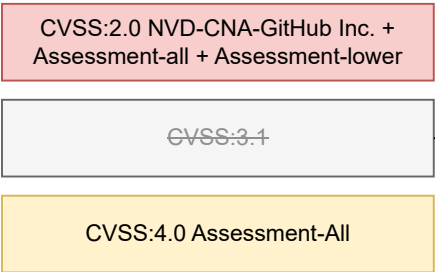 CVSS:2.0 NVD-CNA-GitHub Inc. +
Assessment-all + Assessment-lower
CVSS:3.1
CVSS:4.0 Assessment-All